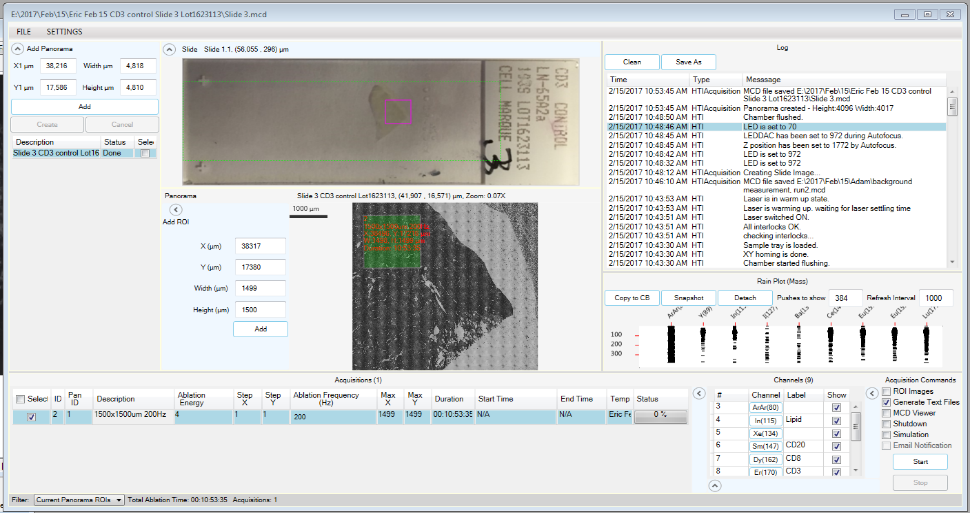 E:\2017\Feb\15\Eric Feb 15 CD3 control Slide 3 Lot1623113\Slide 3.mcd
FILE SETTINGS
Add Panorama
X1 µm 38,216 Width µm 4,818
Y1 µm 17,586 Height µm 4,810
Add
Create Cancel
Description Status Selec
Slide 3 CD3 control Lot16 Done
Slide Slide 1.1. (56.055 . 296) µm
CD3 CONTROL
LN-65A2a
193S LOT1623113
CELL MARQUE
Panorama Slide 3 CD3 control Lot1623113, (41,907 , 16,571) µm, Zoom: 0.07X
1000 µm
Add ROI
X (µm) 38317
Y (µm) 17380
Width (µm) 1499
Height (µm) 1500
Add
Log
Clean Save As
Time Type Messsage
2/15/2017 10:53:45 AM HTIAcquisition MCD file saved E:\2017\Feb\15\Eric Feb 15 CD3 control
Slide 3 Lot1623113\Slide 3.mcd
2/15/2017 10:53:45 AM HTIAcquisition Panorama created - Height:4096 Width:4017
2/15/2017 10:48:50 AM HTI Chamber flushed.
2/15/2017 10:48:46 AM HTI LED is set to 70
2/15/2017 10:48:45 AM HTI LEDDAC has been set to 972 during Autofocus.
2/15/2017 10:48:45 AM HTI Z position has been set to 1772 by Autofocus.
2/15/2017 10:48:42 AM HTI LED is set to 972
2/15/2017 10:48:32 AM HTI LED is set to 972
2/15/2017 10:48:12 AM HTIAcquisition Creating Slide Image...
2/15/2017 10:46:10 AM HTIAcquisition MCD file saved E:\2017\Feb\15\Adam\background
measurement, run2.mcd
2/15/2017 10:43:53 AM HTI Laser is in warm up state.
2/15/2017 10:43:53 AM HTI Laser is warming up. waiting for laser settling time
2/15/2017 10:43:51 AM HTI Laser switched ON.
2/15/2017 10:43:51 AM HTI All interlocks OK.
2/15/2017 10:43:51 AM HTI checking interlocks...
2/15/2017 10:43:30 AM HTI Sample tray is loaded.
2/15/2017 10:43:30 AM HTI XY homing is done.
2/15/2017 10:43:30 AM HTI Chamber started flushing.
Rain Plot (Mass)
Copy to CB Snapshot Detach Pushes to show 384 Refresh Interval 1000
100
200
300
Acquisitions (1)
Select ID Pan ID Description Ablation Energy Step X Step Y Ablation Frequency (Hz) Max X Max Y Duration Start Time End Time Temp Status
2 1 1500x1500um 200Hz 4 1 1 200 1499 1499 00:10:53:35 N/A N/A Eric Fe 0 %
Channels (9)
# Channel Label Show
3 ArAr(80)
4 In(115) Lipid
5 Xe(134)
6 Sm(147) CD20
7 Dy(162) CD8
8 Er(170) CD3
Acquisition Commands
ROI Images
Generate Text Files
MCD Viewer
Shutdown
Simulation
Email Notification
Start
Stop
Filter: Current Panorama ROIs Total Ablation Time: 00:10:53:35 Acquisitions: 1